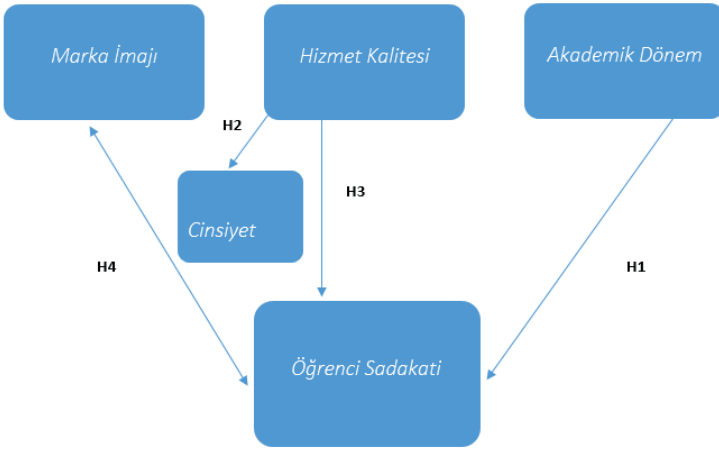 Marka İmajı
Hizmet Kalitesi
Akademik Dönem
H2
H3
Cinsiyet
H4
H1
Öğrenci Sadakati